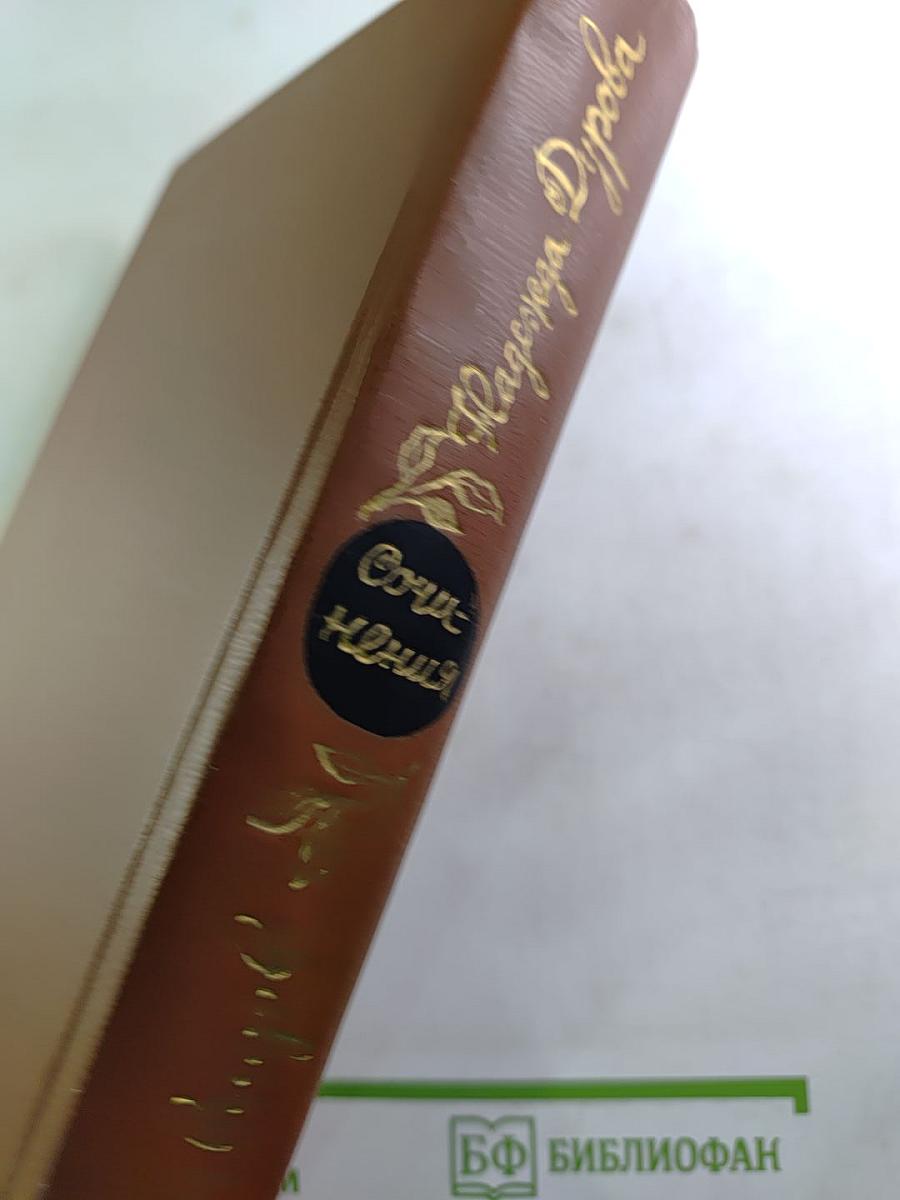 Надежда Дурова
Сочи-
нения
БФ БИБЛИОФАН
и